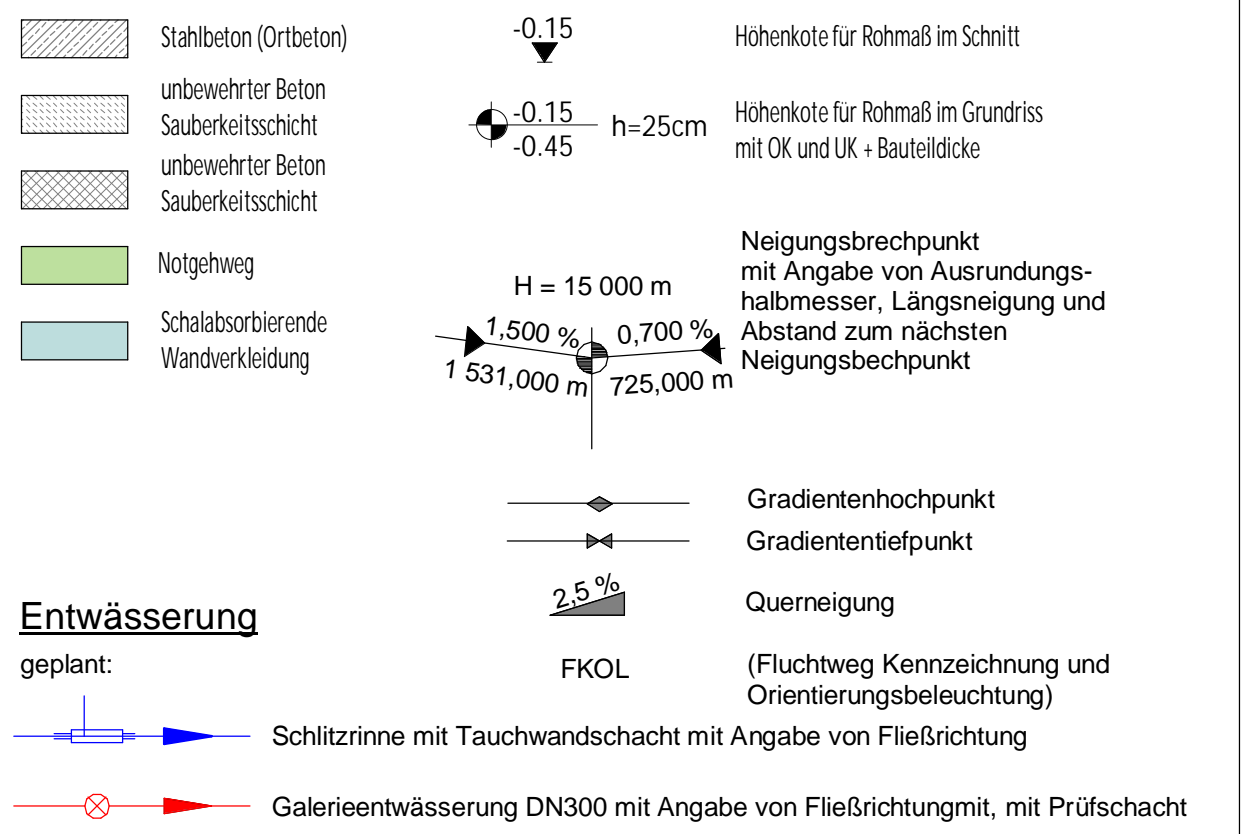 Stahlbeton (Ortbeton)
unbewehrter Beton
Sauberkeitsschicht
unbewehrter Beton
Sauberkeitsschicht
Notgehweg
Schalabsorbierende
Wandverkleidung
-0.15
Höhenkote für Rohmaß im Schnitt
-0.15
-0.45
h=25cm
Höhenkote für Rohmaß im Grundriss
mit OK und UK + Bauteildicke
H = 15 000 m
1,500 %
0,700 %
1 531,000 m
725,000 m
Neigungsbrechpunkt
mit Angabe von Ausrundungs-
halbmesser, Längsneigung und
Abstand zum nächsten
Neigungsbechpunkt
Gradientenhochpunkt
Gradiententiefpunkt
2,5 %
Querneigung
FKOL
(Fluchtweg Kennzeichnung und
Orientierungsbeleuchtung)
Entwässerung
geplant:
Schlitzrinne mit Tauchwandschacht mit Angabe von Fließrichtung
Galerieentwässerung DN300 mit Angabe von Fließrichtungmit, mit Prüfschacht